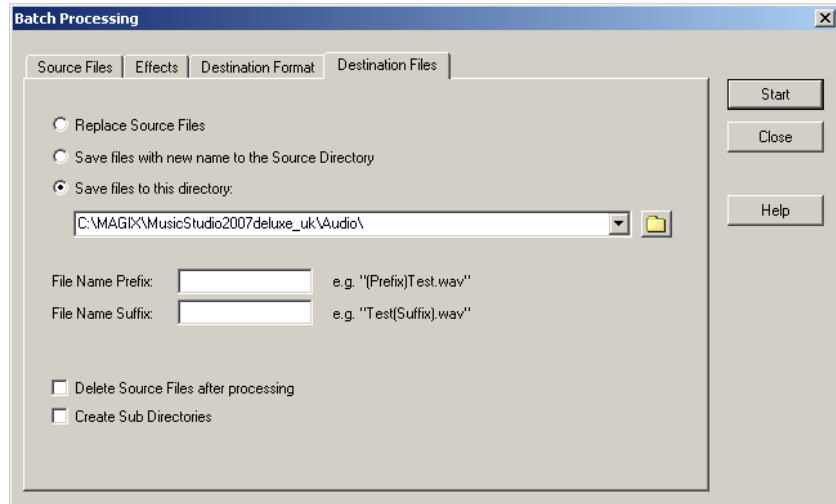 Batch Processing
Source Files Effects Destination Format Destination Files
Start
Close
Help
Replace Source Files
Save files with new name to the Source Directory
Save files to this directory:
C:\MAGIX\MusicStudio2007deluxe_uk\Audio\
File Name Prefix: e.g. "(Prefix)Test.wav"
File Name Suffix: e.g. "Test(Suffix).wav"
Delete Source Files after processing
Create Sub Directories